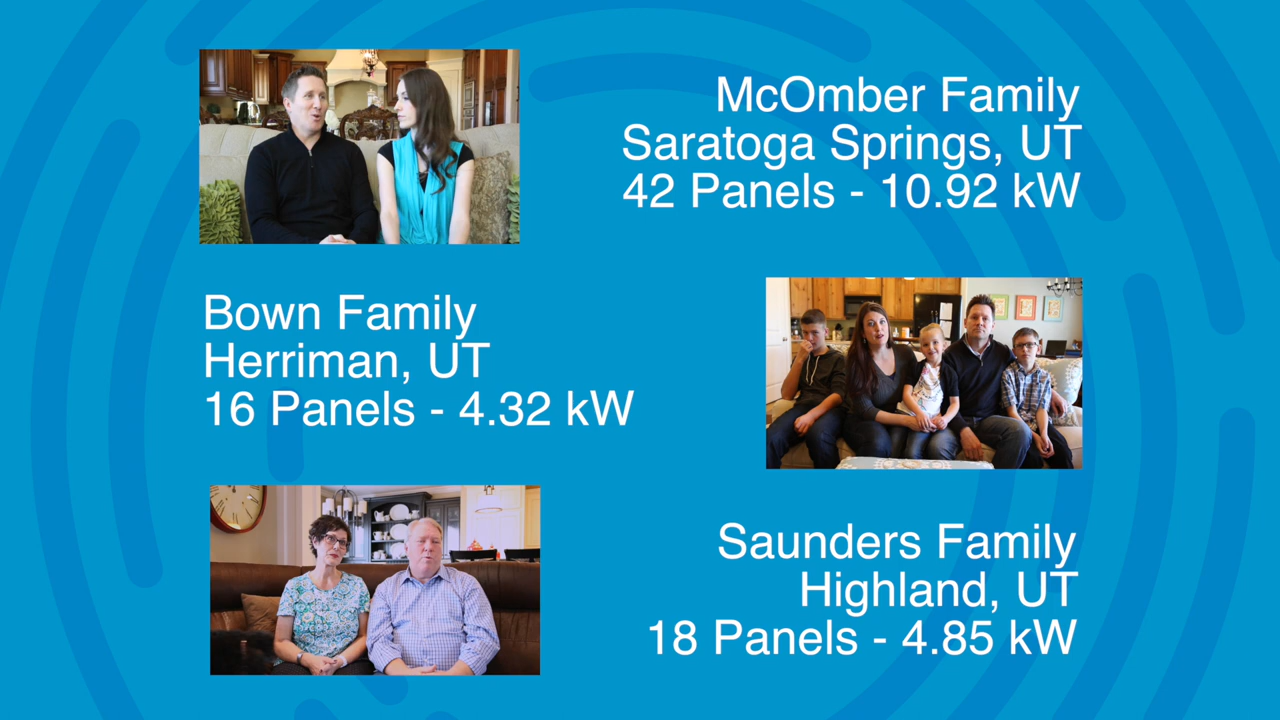 McOmber Family
Saratoga Springs, UT
42 Panels - 10.92 kW
Bown Family
Herriman, UT
16 Panels - 4.32 kW
Saunders Family
Highland, UT
18 Panels - 4.85 kW